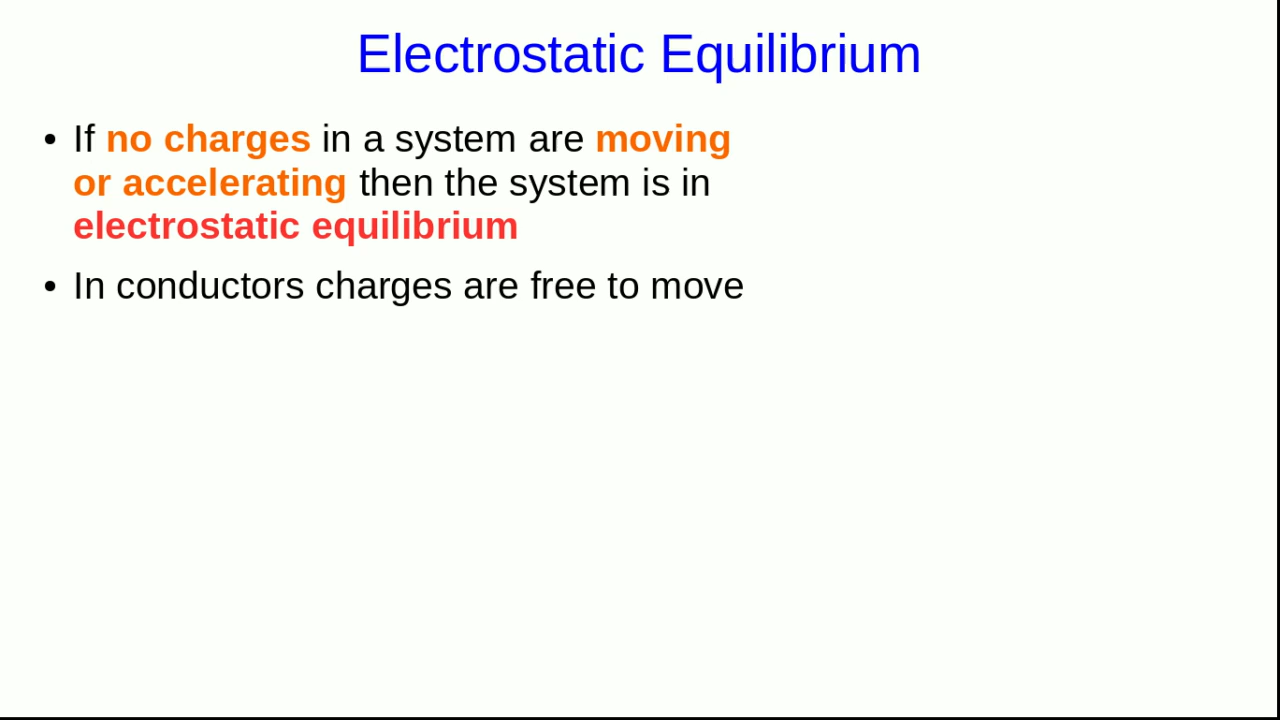 Electrostatic Equilibrium
• If no charges in a system are moving
or accelerating then the system is in
electrostatic equilibrium
• In conductors charges are free to move